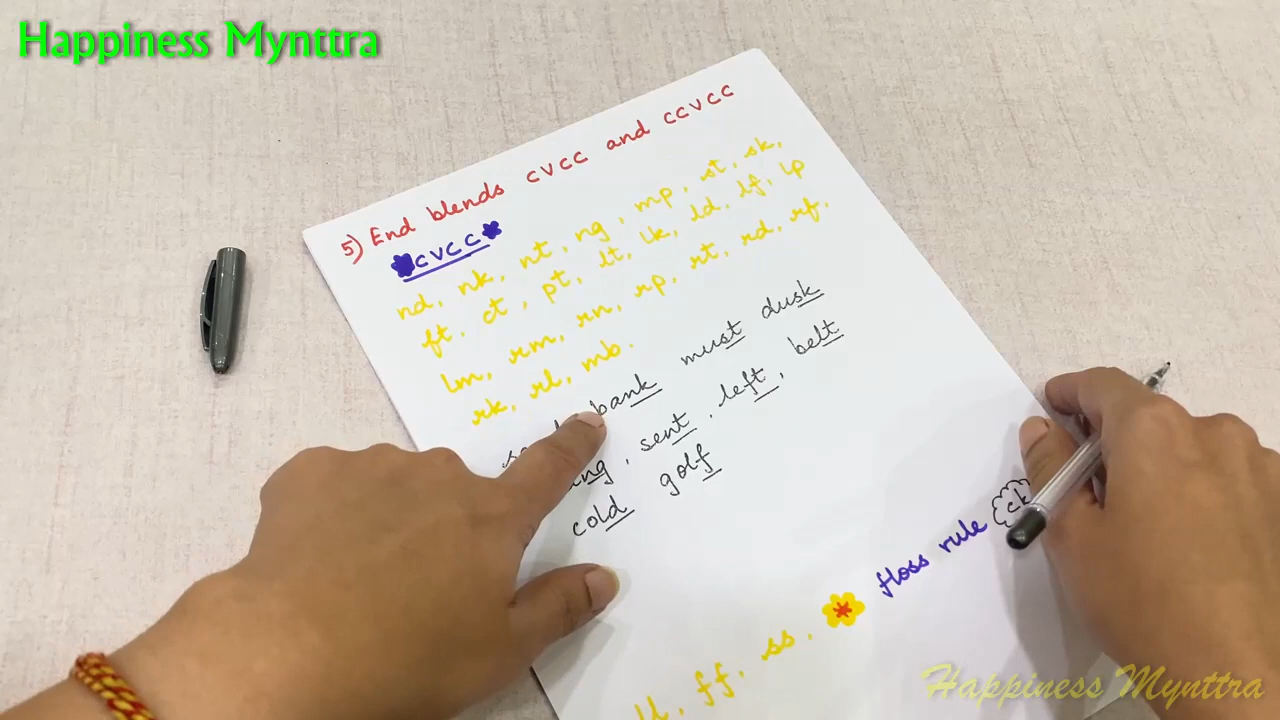 Happiness Mynttra
5) End blends CVCC and CCVCC
CVCC
nd, nk, nt, ng, mp, st, sk,
ft, ct, pt, lt, lk, ld, lf, lp
lm, rm, rn, rp, rt, rd, rf,
rk, rl, mb.
bank must dusk
sent, left, belt
cold golf
ll, ff, ss. floss rule ck
Happiness Mynttra